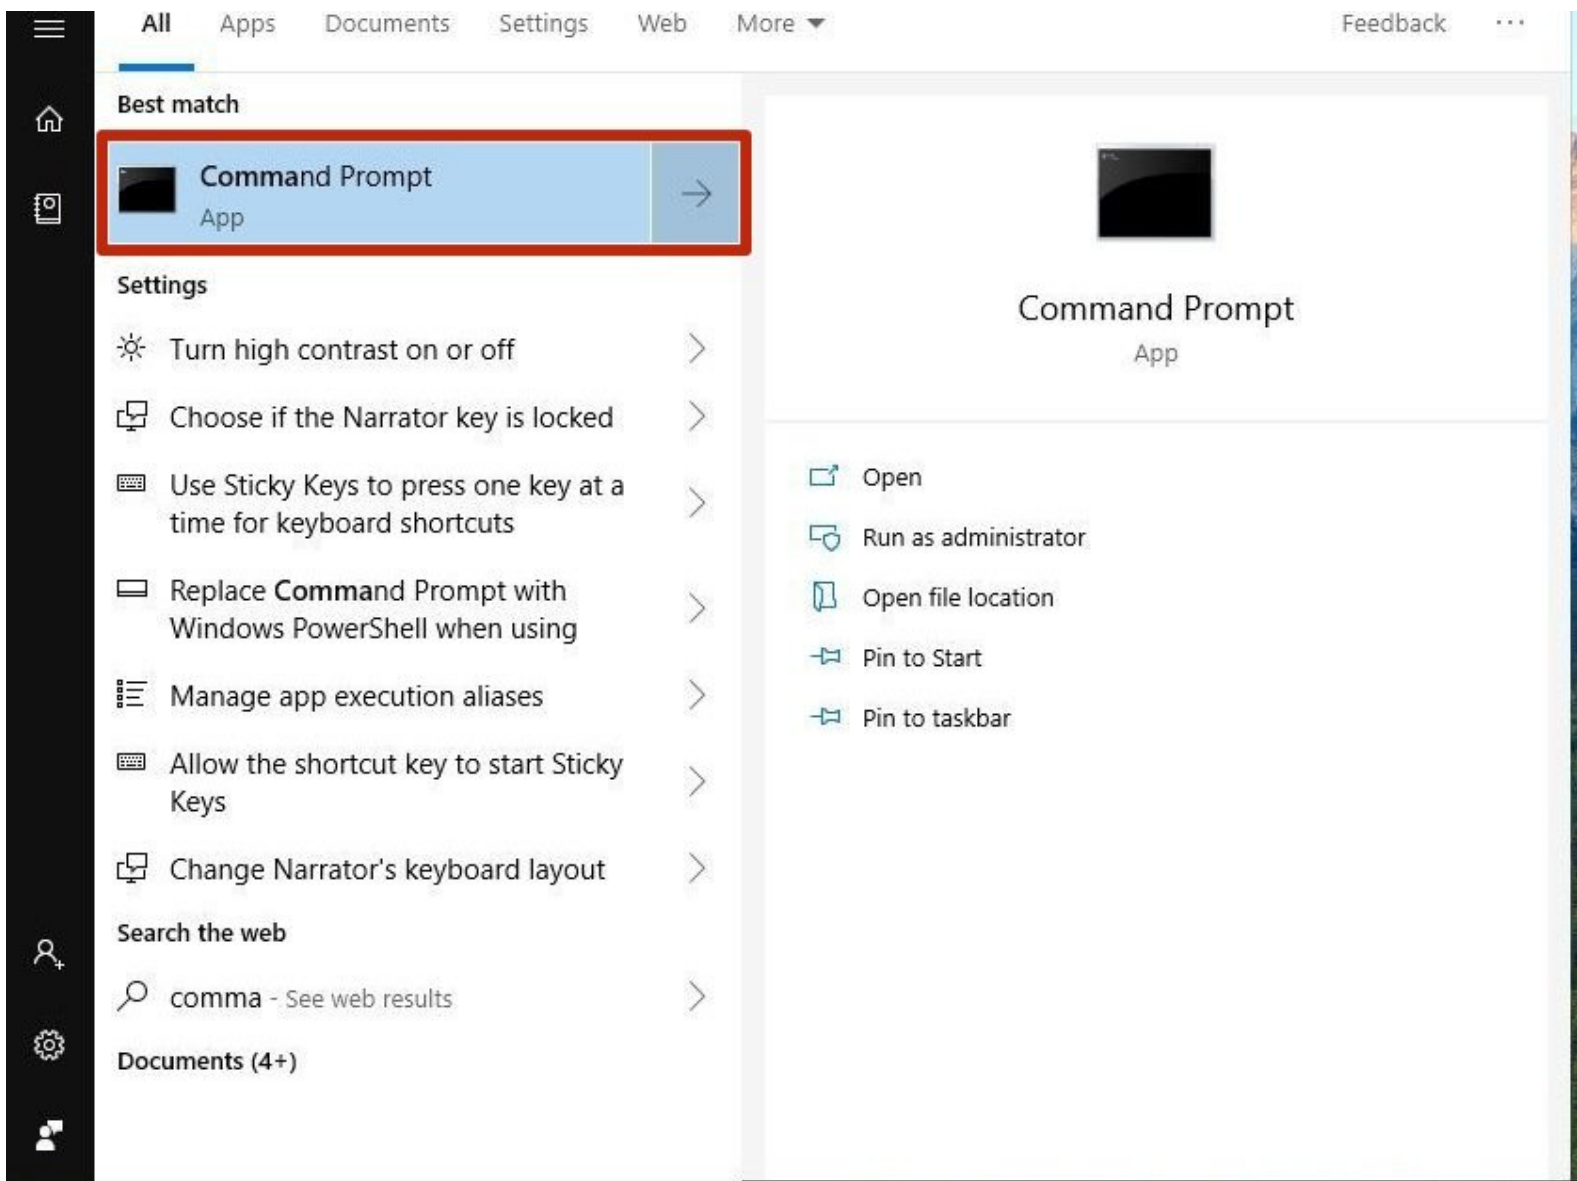 All Apps Documents Settings Web More Feedback ...
Best match
Command Prompt
App
Settings
Turn high contrast on or off
Choose if the Narrator key is locked
Use Sticky Keys to press one key at a
time for keyboard shortcuts
Replace Command Prompt with
Windows PowerShell when using
Manage app execution aliases
Allow the shortcut key to start Sticky
Keys
Change Narrator's keyboard layout
Search the web
comma - See web results
Documents (4+)
Command Prompt
App
Open
Run as administrator
Open file location
Pin to Start
Pin to taskbar